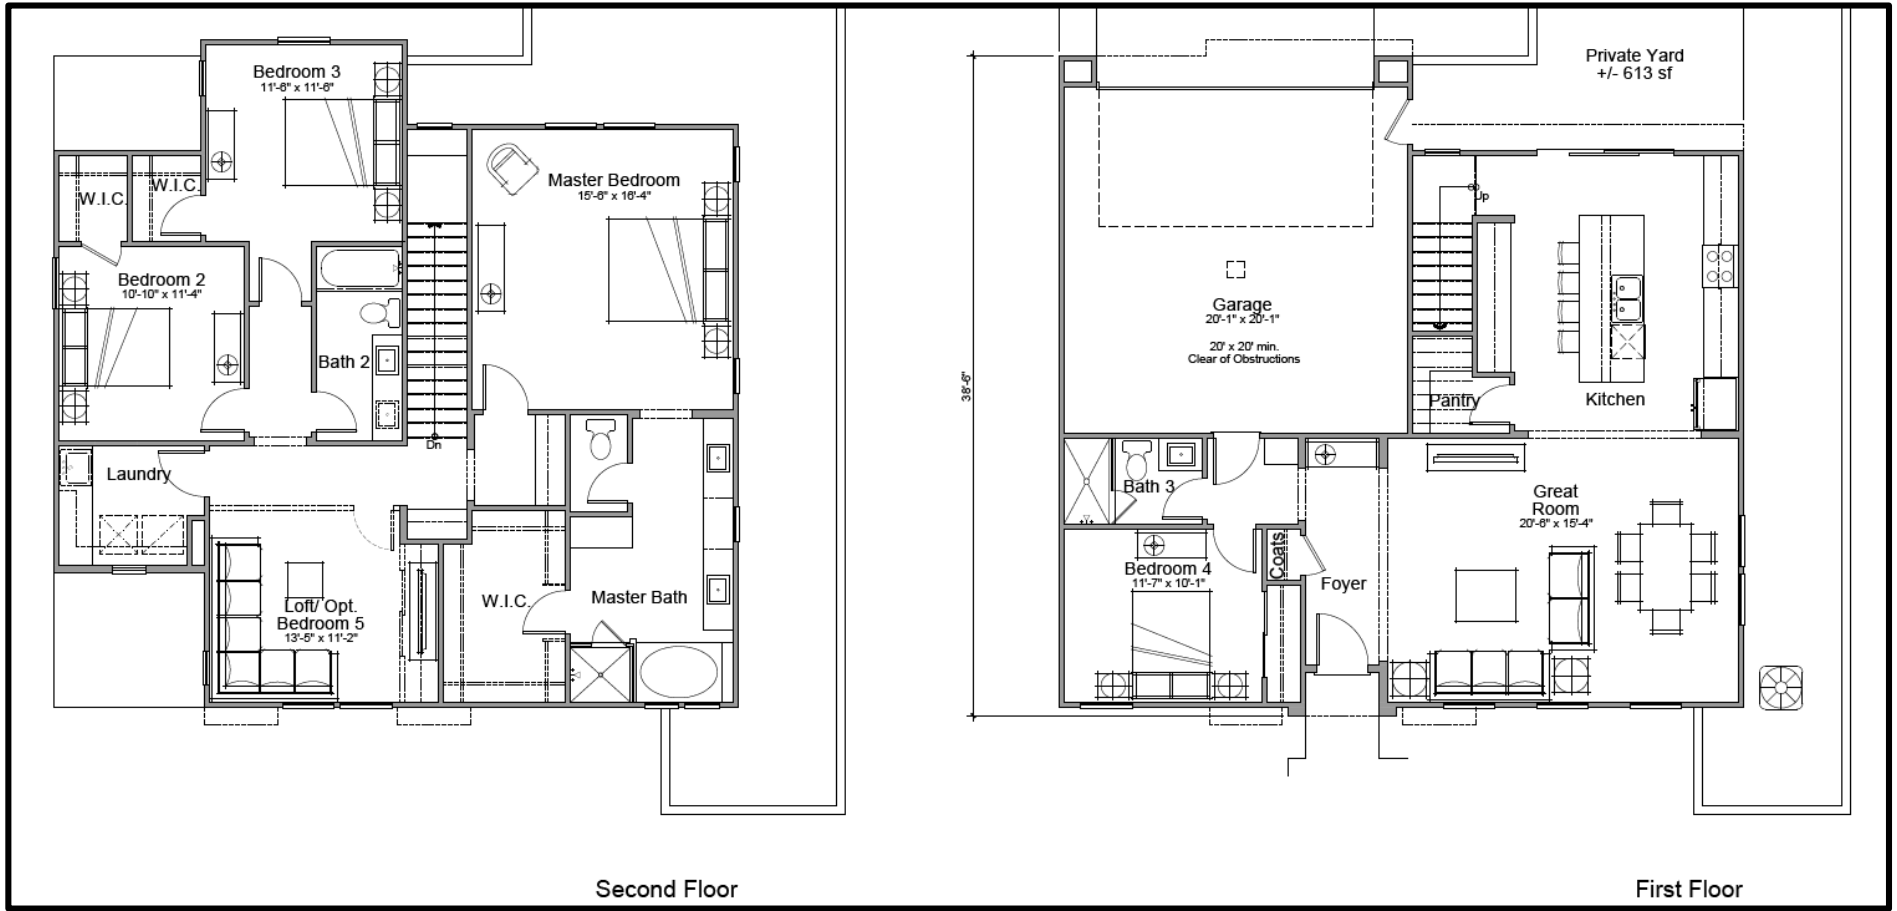 Bedroom 3
11'-6" x 11'-6"
W.I.C.
W.I.C.
Master Bedroom
15'-6" x 16'-4"
Bedroom 2
10'-10" x 11'-4"
Bath 2
Dn
Laundry
Loft/ Opt.
Bedroom 5
13'-5" x 11'-2"
W.I.C.
Master Bath
Second Floor
Private Yard
+/- 613 sf
Up
Garage
20'-1" x 20'-1"
20' x 20' min.
Clear of Obstructions
38'-6"
Pantry
Kitchen
Bath 3
Great
Room
20'-6" x 15'-4"
Coats
Bedroom 4
11'-7" x 10'-1"
Foyer
First Floor